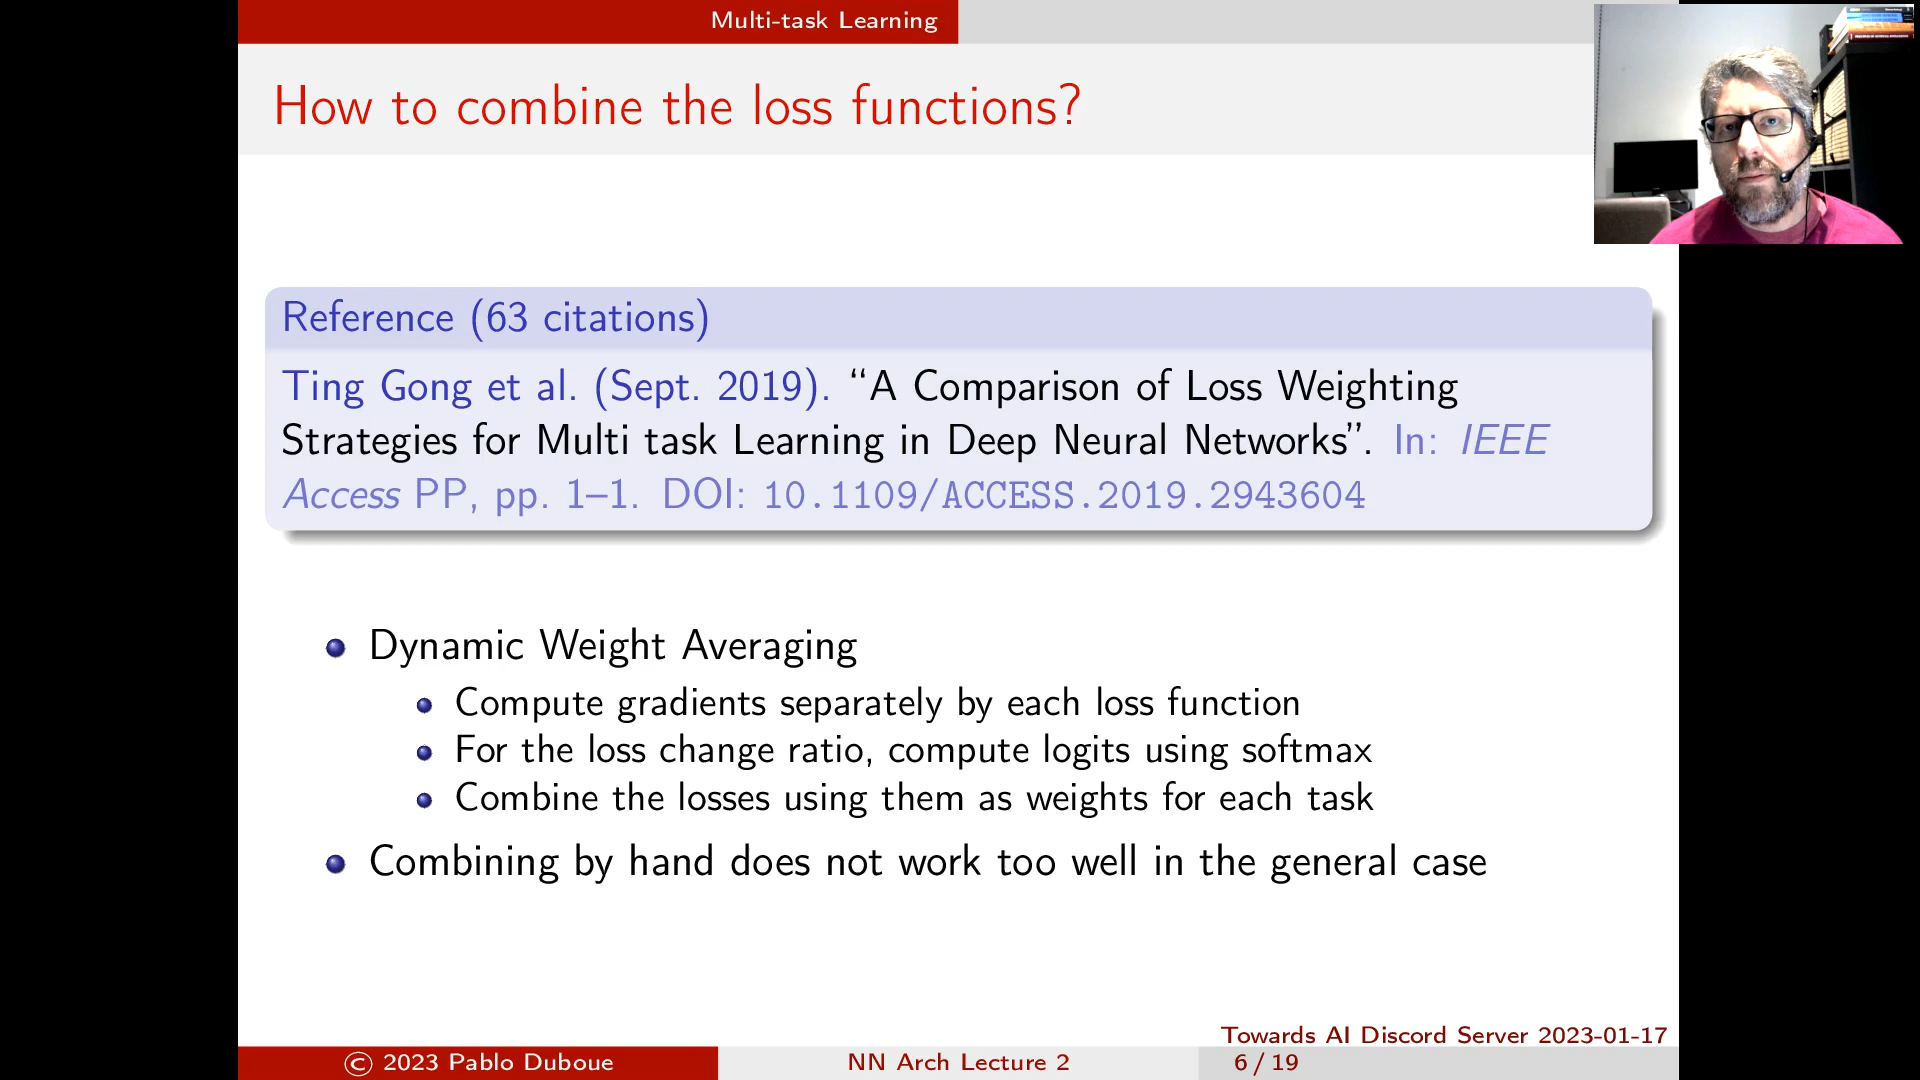 Multi-task Learning
How to combine the loss functions?
Reference (63 citations)
Ting Gong et al. (Sept. 2019). “A Comparison of Loss Weighting
Strategies for Multi task Learning in Deep Neural Networks”. In: IEEE
Access PP, pp. 1–1. DOI: 10.1109/ACCESS.2019.2943604
Dynamic Weight Averaging
Compute gradients separately by each loss function
For the loss change ratio, compute logits using softmax
Combine the losses using them as weights for each task
Combining by hand does not work too well in the general case
Towards AI Discord Server 2023-01-17
© 2023 Pablo Duboue
NN Arch Lecture 2
6 / 19